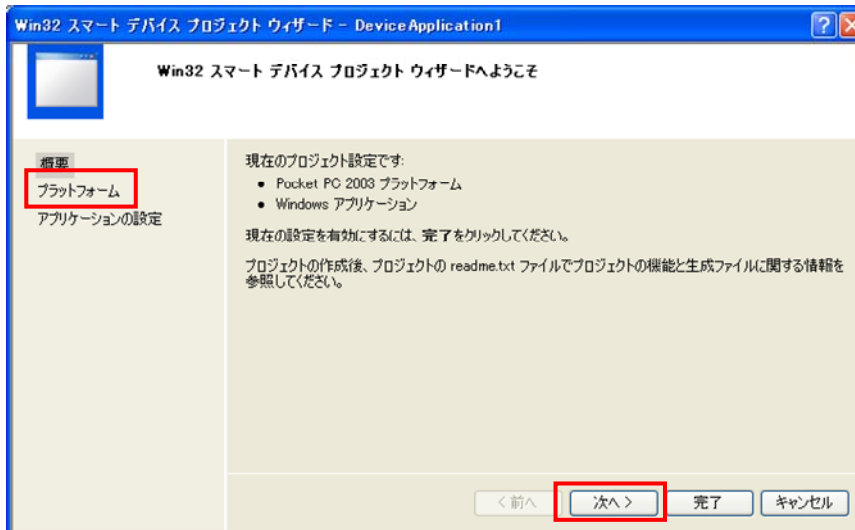 Win32 スマート デバイス プロジェクト ウィザード - DeviceApplication1
Win32 スマート デバイス プロジェクト ウィザードへようこそ
概要
プラットフォーム
アプリケーションの設定
現在のプロジェクト設定です:
• Pocket PC 2003 プラットフォーム
• Windows アプリケーション
現在の設定を有効にするには、完了をクリックしてください。
プロジェクトの作成後、プロジェクトの readme.txt ファイルでプロジェクトの機能と生成ファイルに関する情報を
参照してください。
< 前へ 次へ > 完了 キャンセル